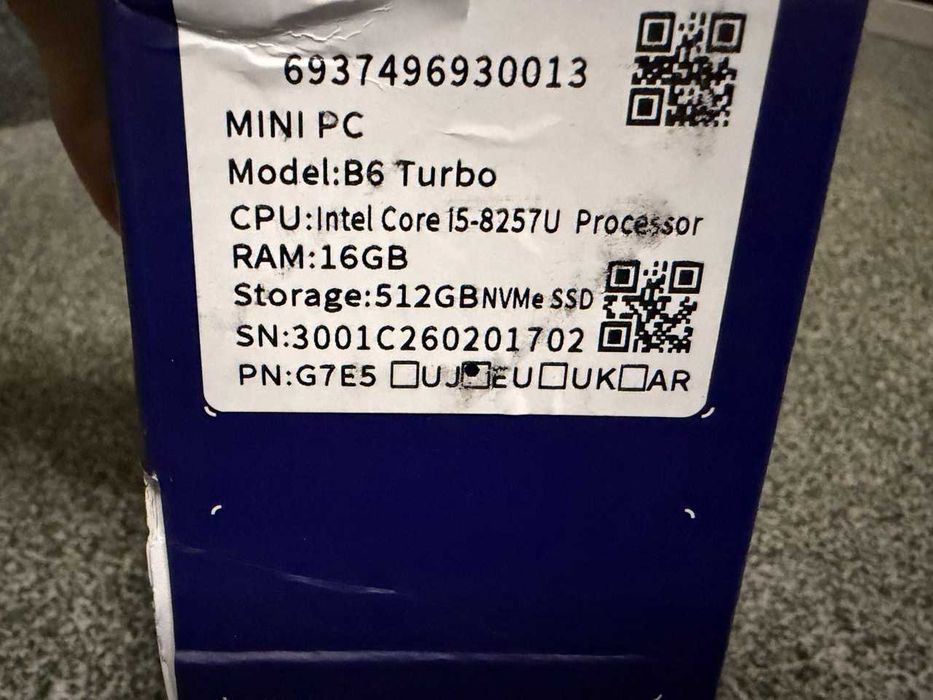 6937496930013
MINI PC
Model:B6 Turbo
CPU:Intel Core I5-8257U Processor
RAM:16GB
Storage:512GBNVMe SSD
SN:3001C260201702
PN:G7E5 □UJ□EU□UK□AR